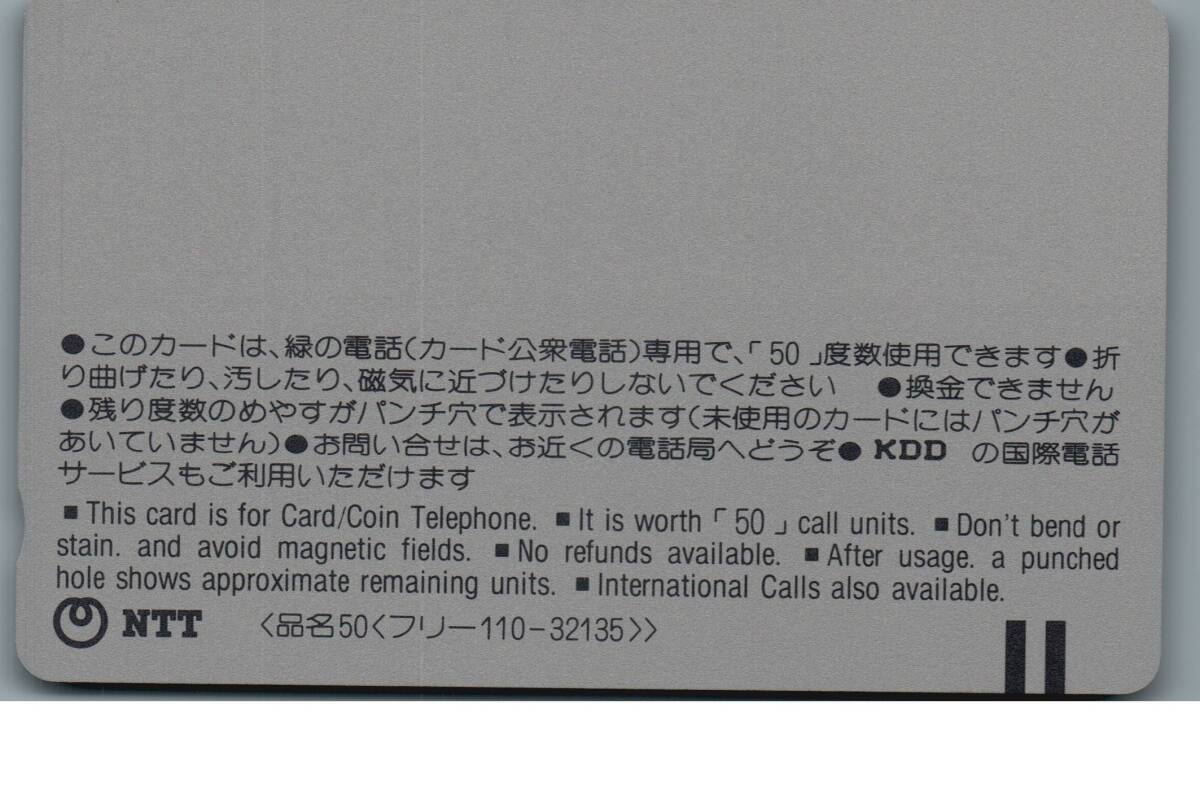 ●このカードは、緑の電話(カード公衆電話)専用で、「50」度数使用できます●折
り曲げたり、汚したり、磁気に近づけたりしないでください ●換金できません
●残り度数のめやすがパンチ穴で表示されます(未使用のカードにはパンチ穴が
あいていません)●お問い合せは、お近くの電話局へどうぞ● KDD の国際電話
サービスもご利用いただけます
■This card is for Card/Coin Telephone. ■It is worth「50」call units. ■Don't bend or
stain. and avoid magnetic fields. ■No refunds available. ■After usage. a punched
hole shows approximate remaining units. ■International Calls also available.
NTT 〈品名50〈フリー110-32135〉〉